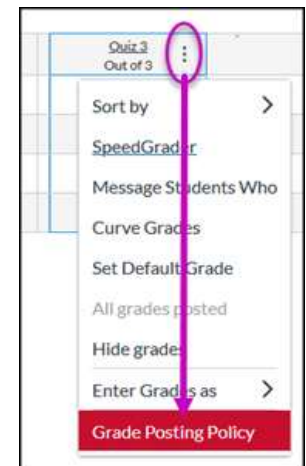 Quiz 3
Out of 3
Sort by
SpeedGrader
Message Students Who
Curve Grades
Set Default Grade
All grades posted
Hide grades
Enter Grades as
Grade Posting Policy